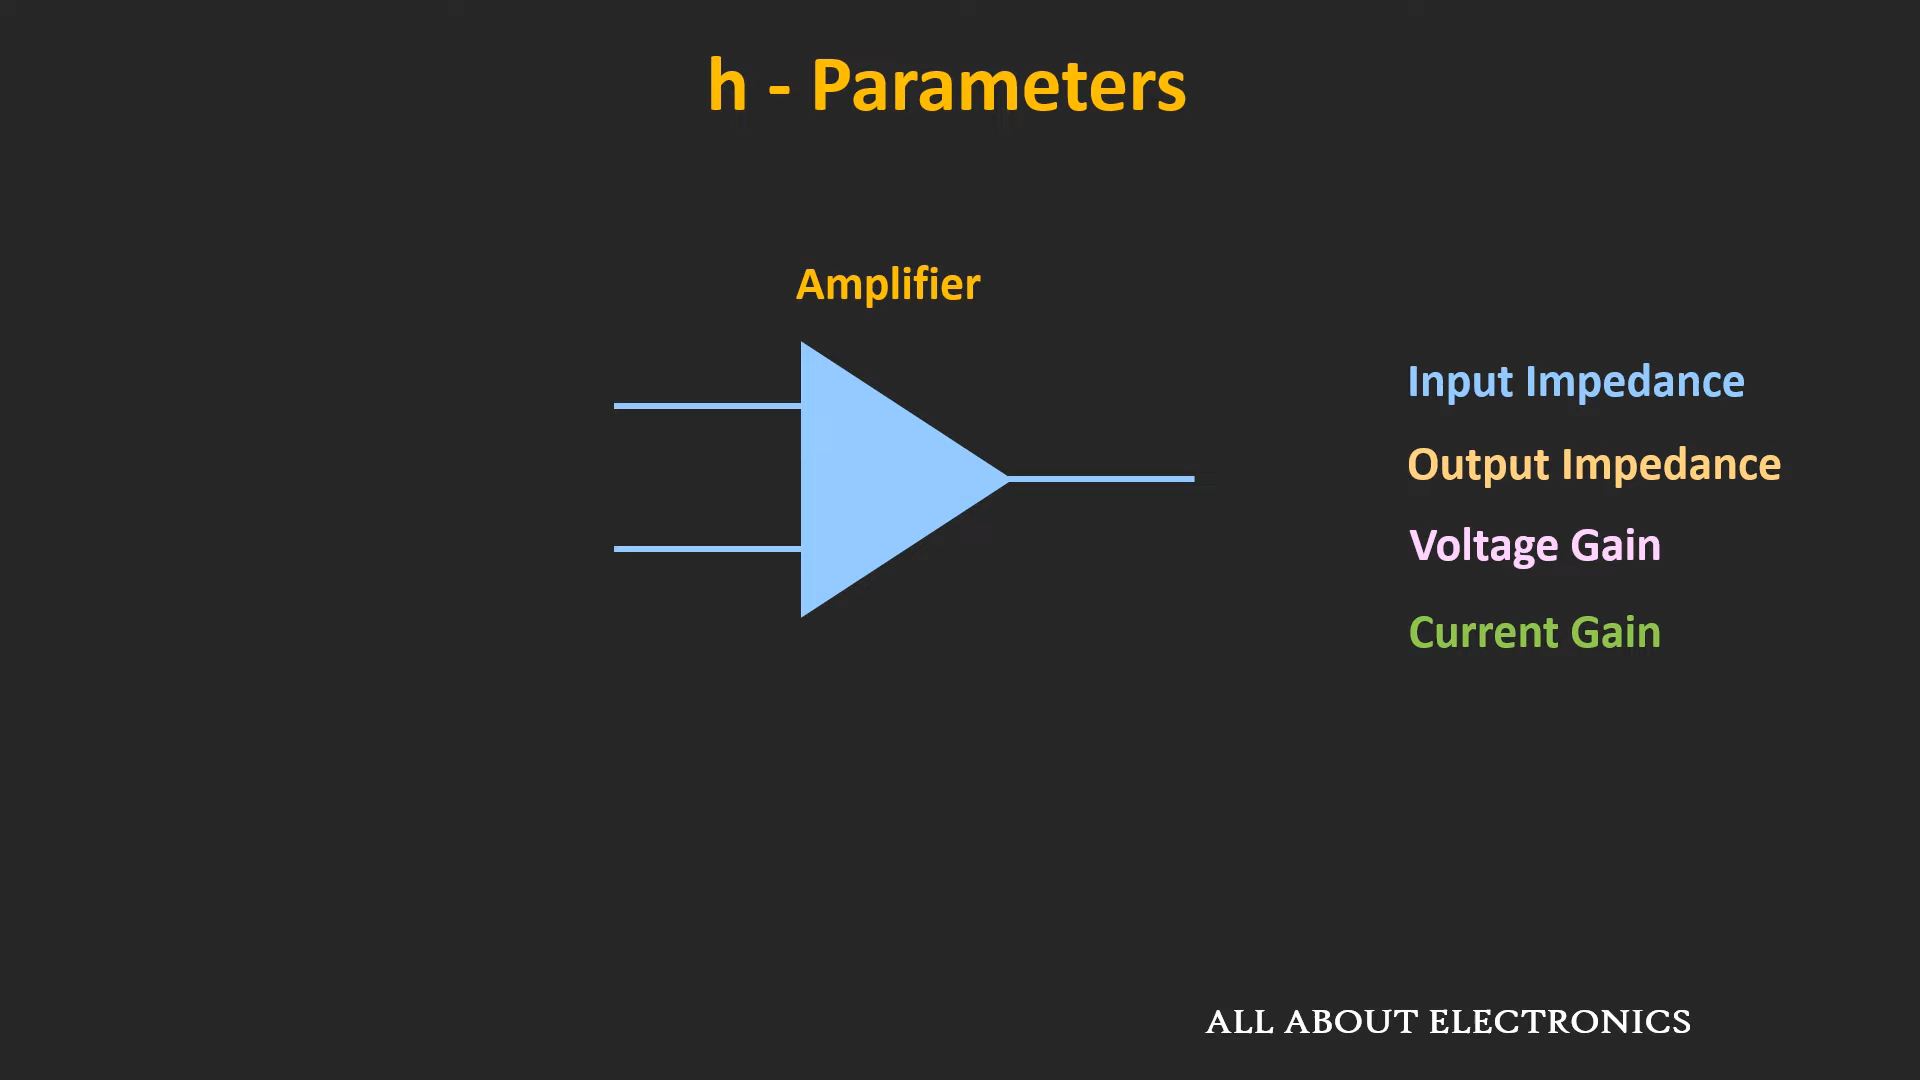 h - Parameters
Amplifier
Input Impedance
Output Impedance
Voltage Gain
Current Gain
ALL ABOUT ELECTRONICS